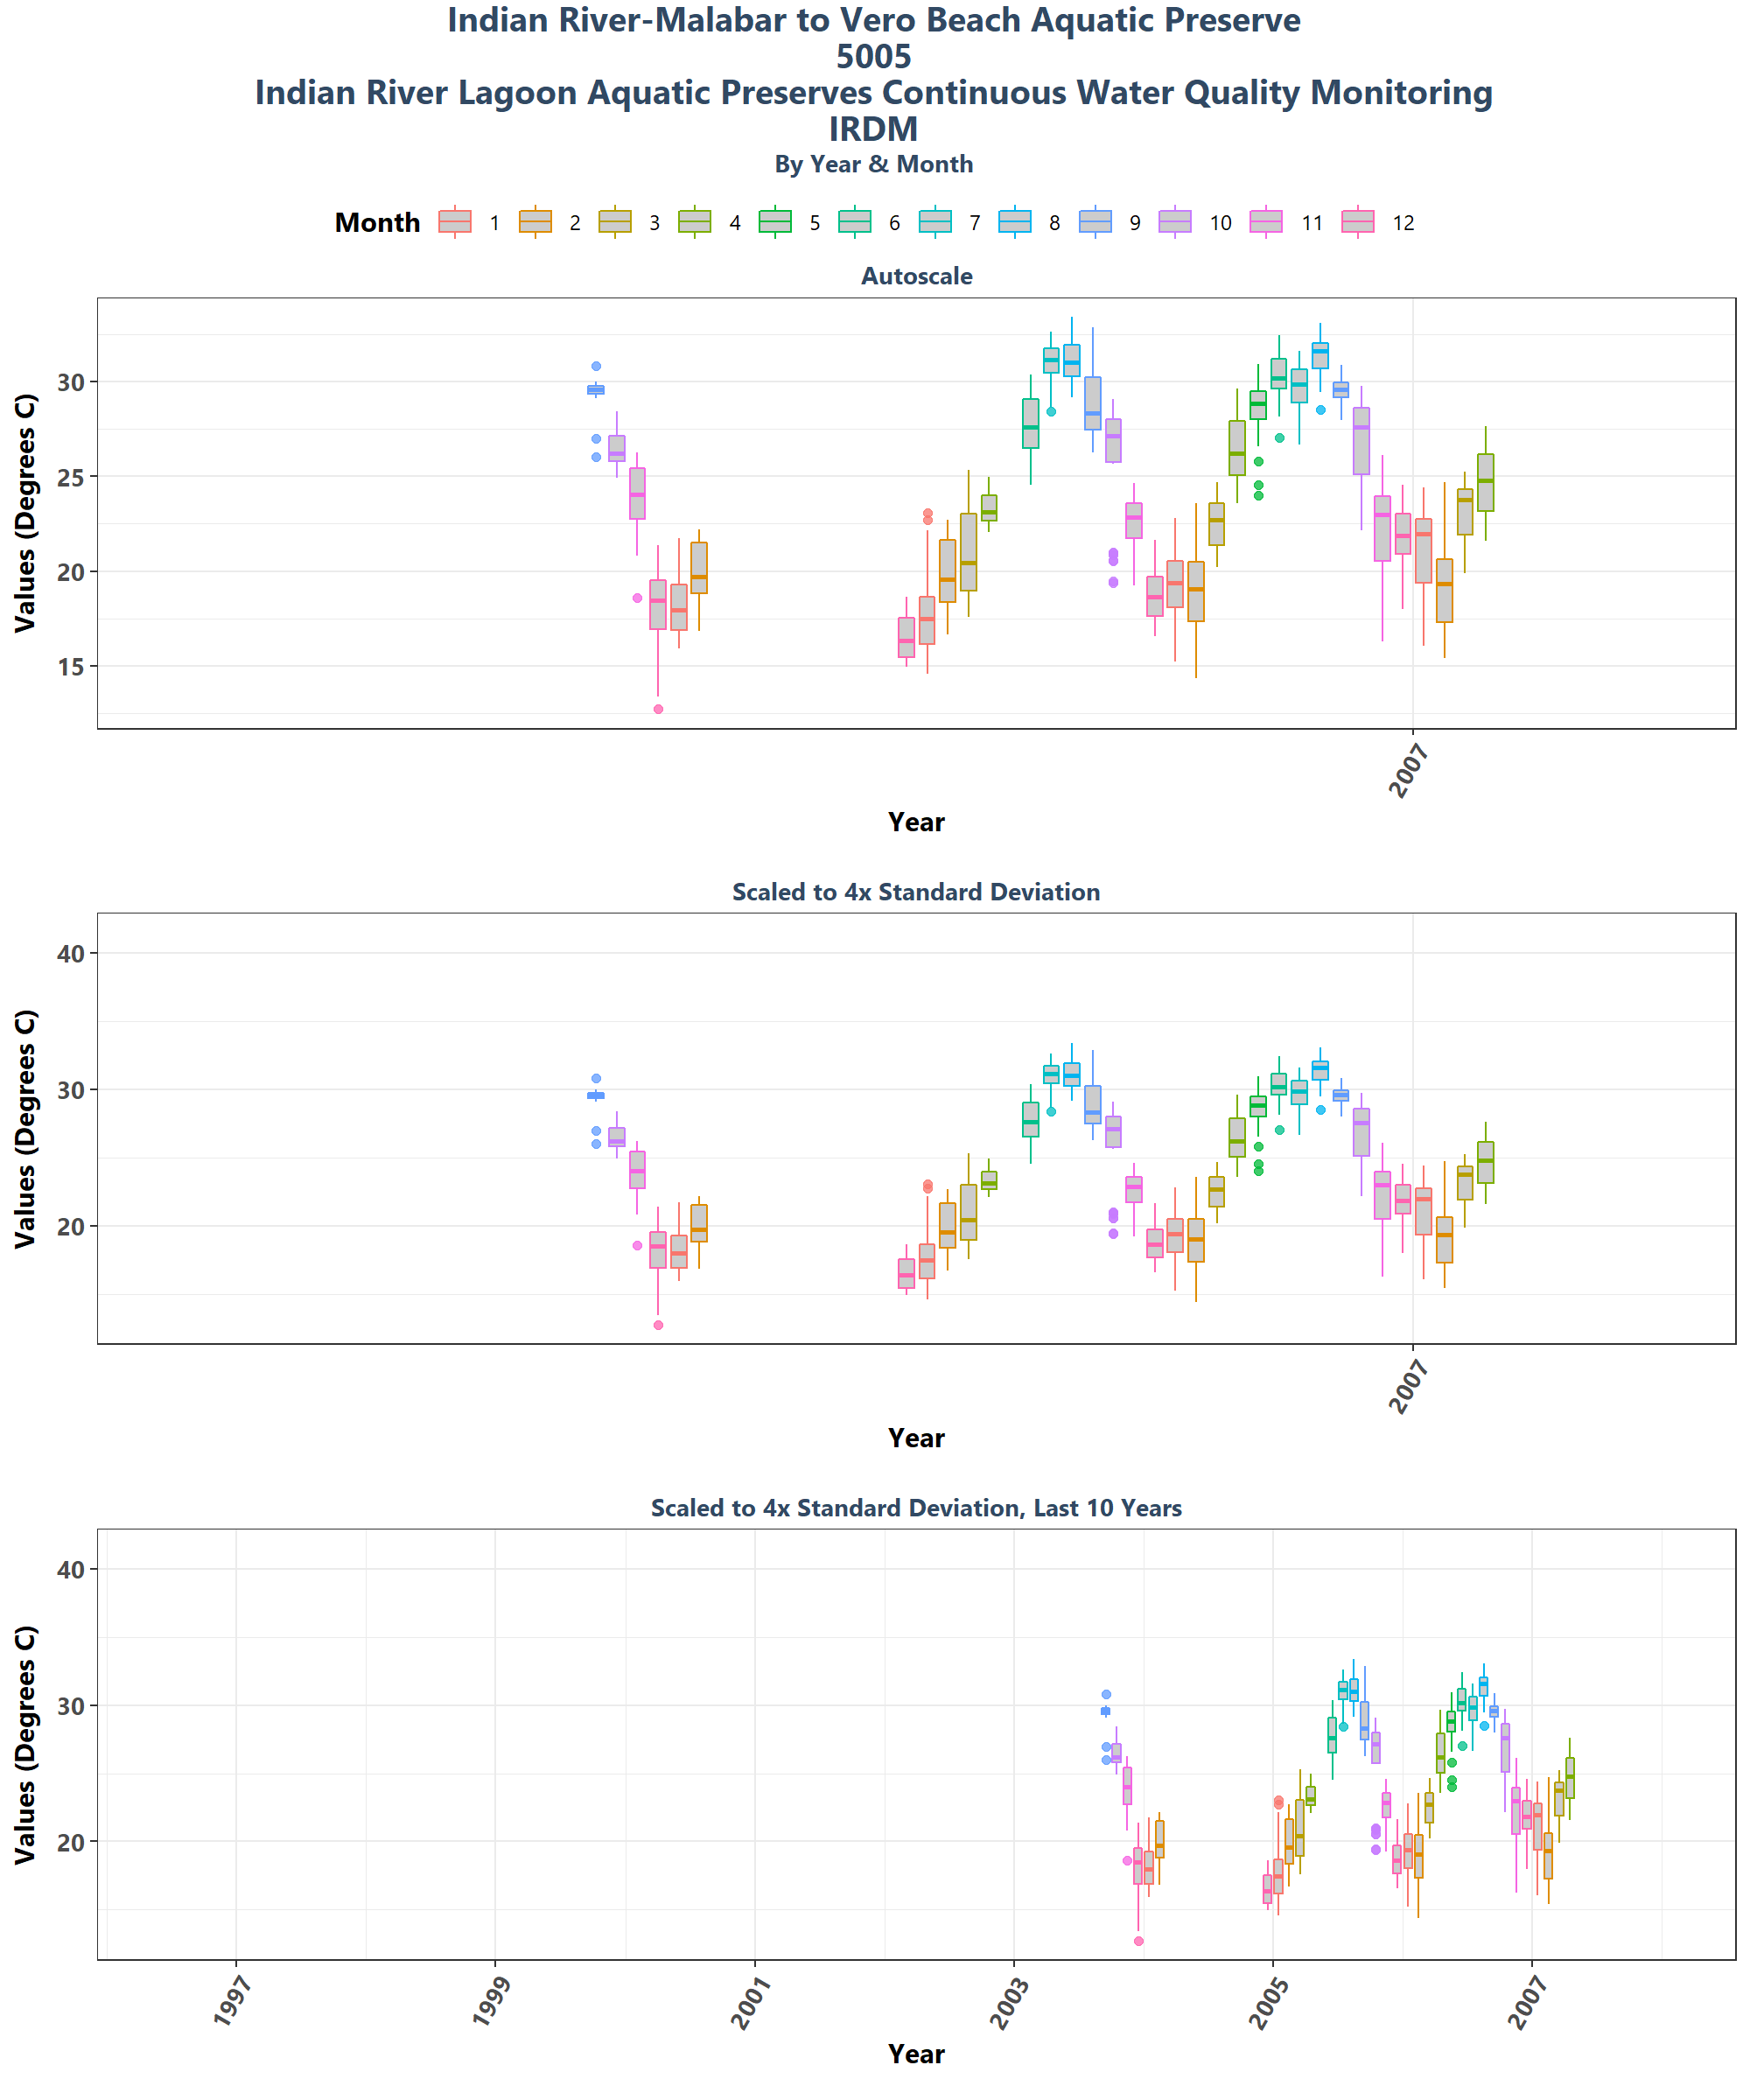 Indian River-Malabar to Vero Beach Aquatic Preserve
5005
Indian River Lagoon Aquatic Preserves Continuous Water Quality Monitoring
IRDM
By Year & Month
Month 1 2 3 4 5 6 7 8 9 10 11 12
Autoscale
Values (Degrees C)
30
25
20
15
2007
Year
Scaled to 4x Standard Deviation
Values (Degrees C)
40
30
20
2007
Year
Scaled to 4x Standard Deviation, Last 10 Years
Values (Degrees C)
40
30
20
1997 1999 2001 2003 2005 2007
Year